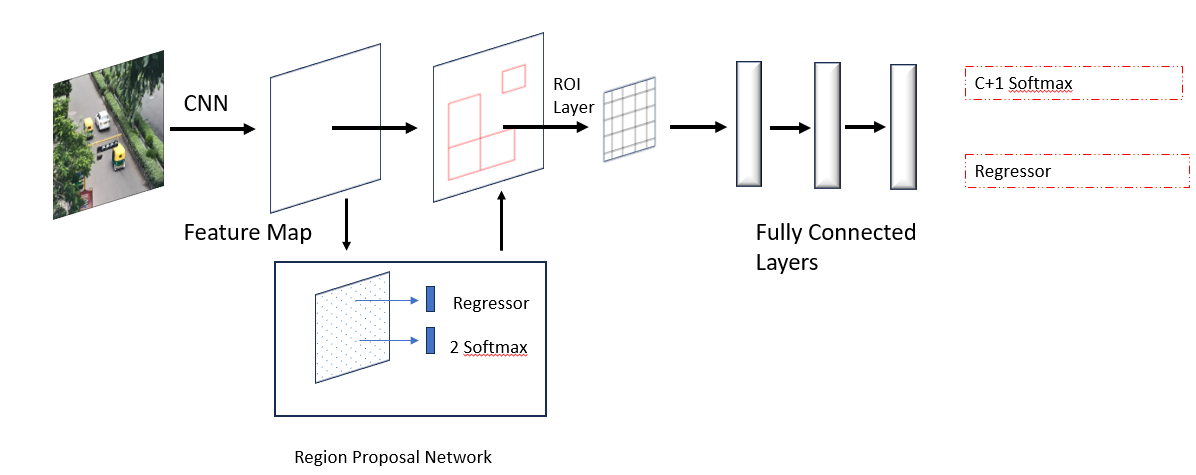 CNN
ROI
Layer
C+1 Softmax
Regressor
Feature Map
Fully Connected
Layers
Regressor
2 Softmax
Region Proposal Network